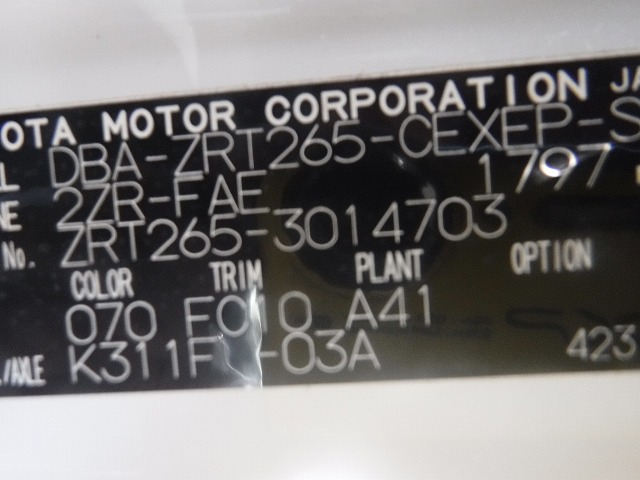 OTA MOTOR CORPORATION JA
EL DBA-ZRT265-CEXEP-S
NE 2ZR-FAE 1797
No. ZRT265-3014703
COLOR TRIM PLANT OPTION
070 FC10 A41
/AXLE K311F -03A 423